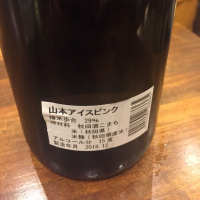 山本アイスピンク
精米歩合 29%
原材料 秋田酒こまち
米(秋田県)
米麹(秋田県産米)
アルコール分 15度
製造年月 2018.12